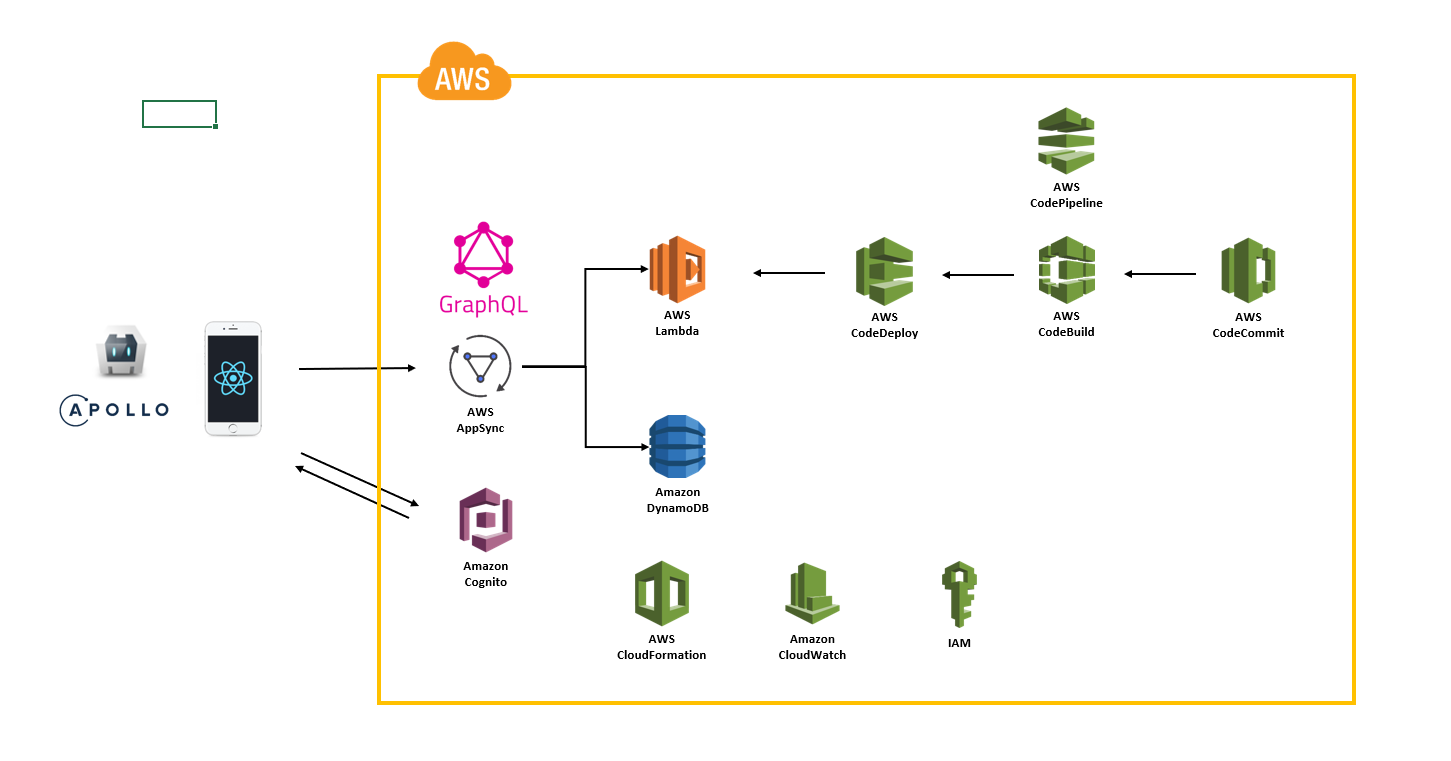 AWS
AWS
CodePipeline
GraphQL
AWS
Lambda
AWS
CodeDeploy
AWS
CodeBuild
AWS
CodeCommit
APOLLO
AWS
AppSync
Amazon
DynamoDB
Amazon
Cognito
AWS
CloudFormation
Amazon
CloudWatch
IAM